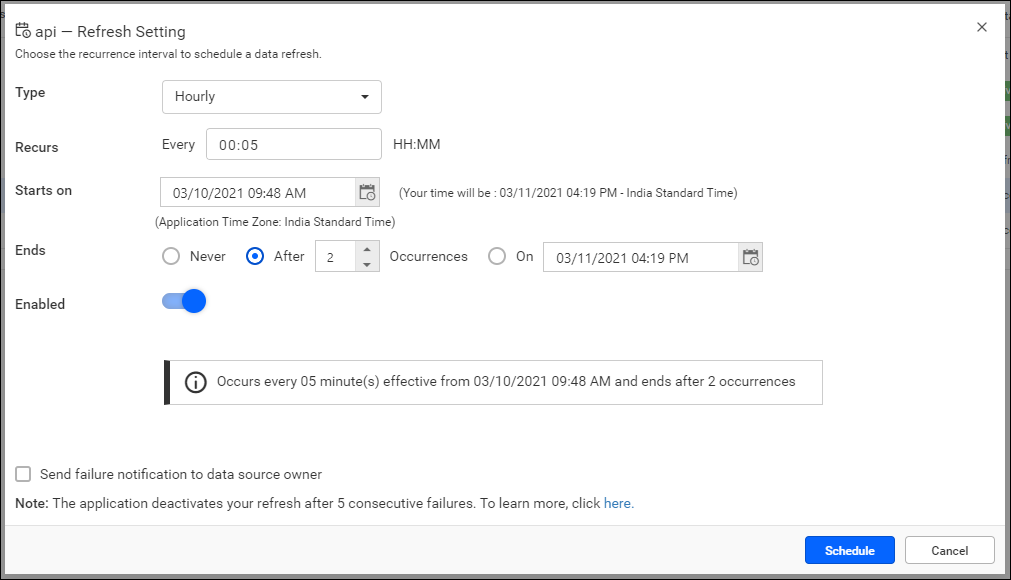 api — Refresh Setting
Choose the recurrence interval to schedule a data refresh.
Type Hourly
Recurs Every 00:05 HH:MM
Starts on 03/10/2021 09:48 AM (Your time will be : 03/11/2021 04:19 PM - India Standard Time)
(Application Time Zone: India Standard Time)
Ends Never After 2 Occurrences On 03/11/2021 04:19 PM
Enabled
Occurs every 05 minute(s) effective from 03/10/2021 09:48 AM and ends after 2 occurrences
Send failure notification to data source owner
Note: The application deactivates your refresh after 5 consecutive failures. To learn more, click here.
Schedule Cancel